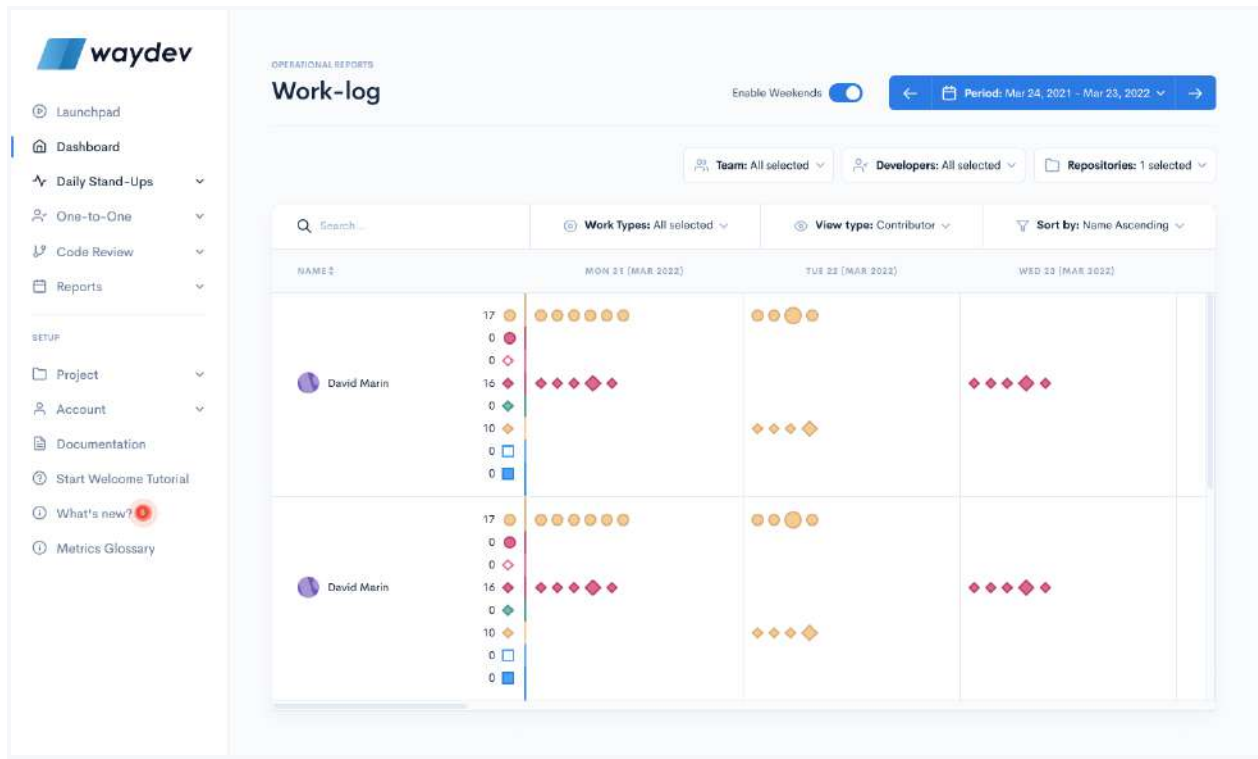 waydev
Launchpad
Dashboard
Daily Stand-Ups
One-to-One
Code Review
Reports
SETUP
Project
Account
Documentation
Start Welcome Tutorial
What's new?
Metrics Glossary
OPERATIONAL REPORTS
Work-log
Enable Weekends
Period: Mar 24, 2021 - Mar 23, 2022
Team: All selected
Developers: All selected
Repositories: 1 selected
Search...
Work Types: All selected
View type: Contributor
Sort by: Name Ascending
NAME
MON 21 (MAR 2022)
TUE 22 (MAR 2022)
WED 23 (MAR 2022)
17
0
0
David Marin
16
0
10
0
0
17
0
0
David Marin
16
0
10
0
0